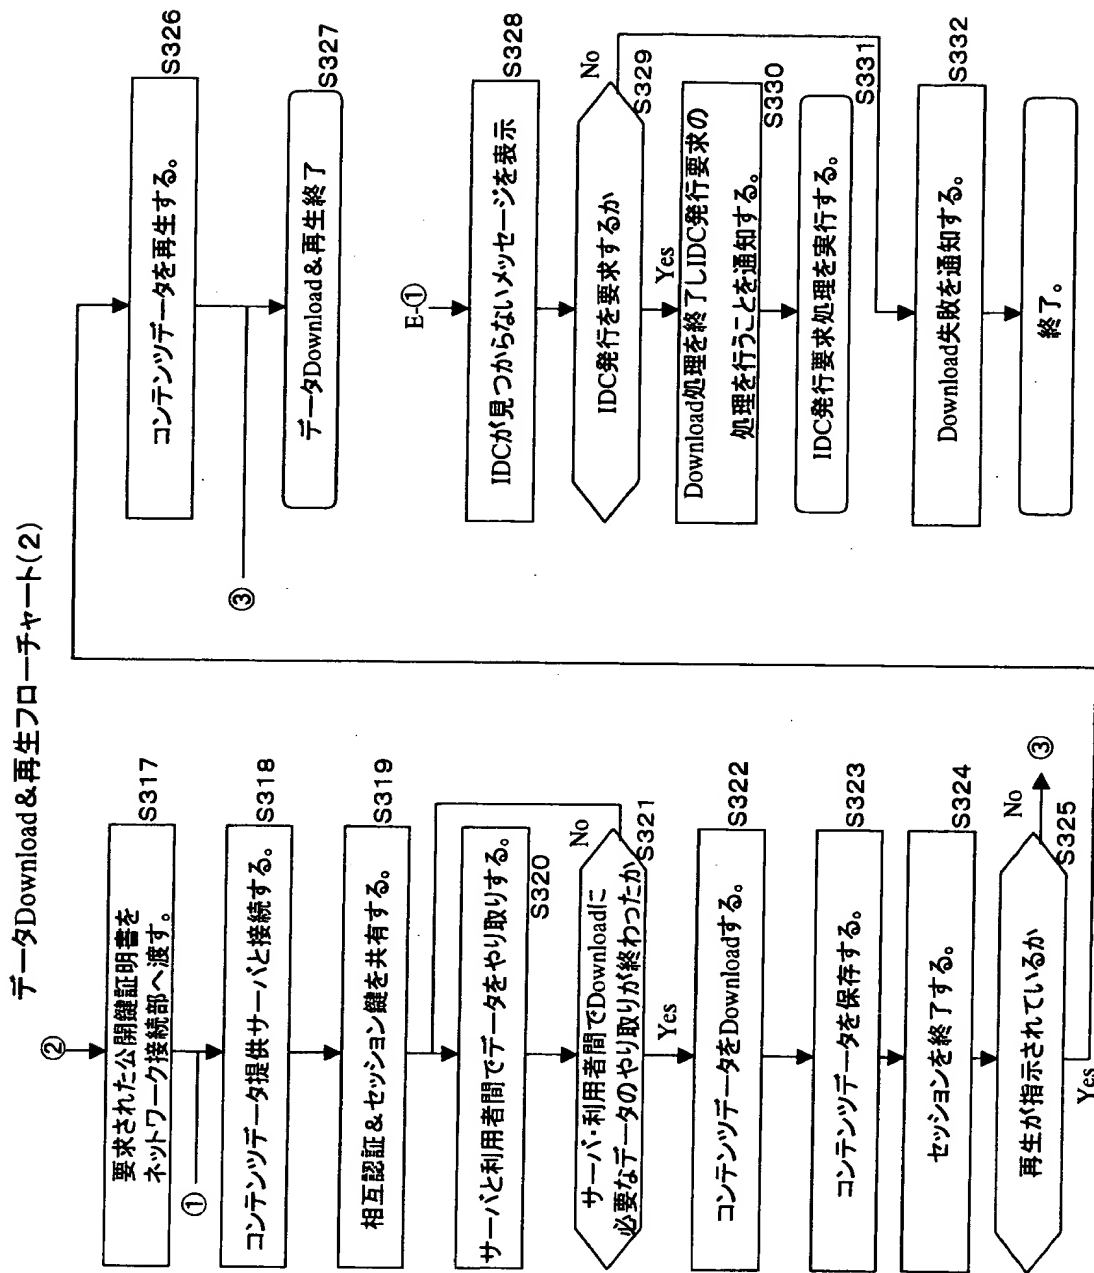 データDownload&再生フローチャート(2)
②
要求された公開鍵証明書を
ネットワーク接続部へ渡す。
S317
①
コンテンツデータ提供サーバと接続する。
S318
相互認証&セッション鍵を共有する。
S319
サーバと利用者間でデータをやり取りする。
S320
サーバ・利用者間でDownloadに
必要なデータのやり取りが終わったか
No
S321
Yes
コンテンツデータをDownloadする。
S322
コンテンツデータを保存する。
S323
セッションを終了する。
S324
再生が指示されているか
No
③
S325
Yes
コンテンツデータを再生する。
S326
③
データDownload&再生終了
S327
E-①
IDCが見つからないメッセージを表示
S328
IDC発行を要求するか
No
S329
Yes
Download処理を終了しIDC発行要求の
処理を行うことを通知する。
S330
IDC発行要求処理を実行する。
S331
Download失敗を通知する。
S332
終了。